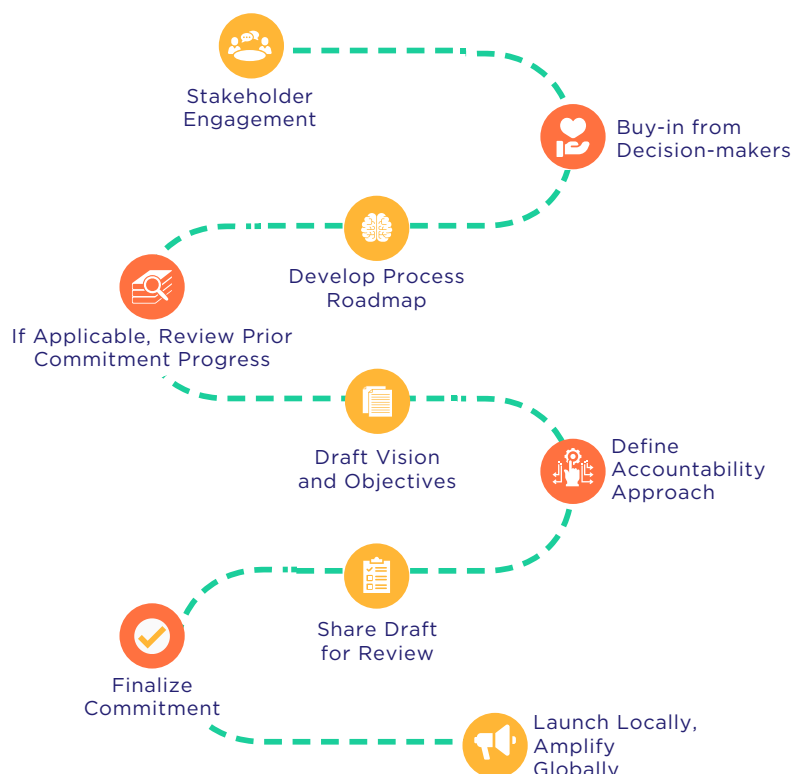 Stakeholder
Engagement
Buy-in from
Decision-makers
Develop Process
Roadmap
If Applicable, Review Prior
Commitment Progress
Draft Vision
and Objectives
Define
Accountability
Approach
Share Draft
for Review
Finalize
Commitment
Launch Locally,
Amplify
Globally